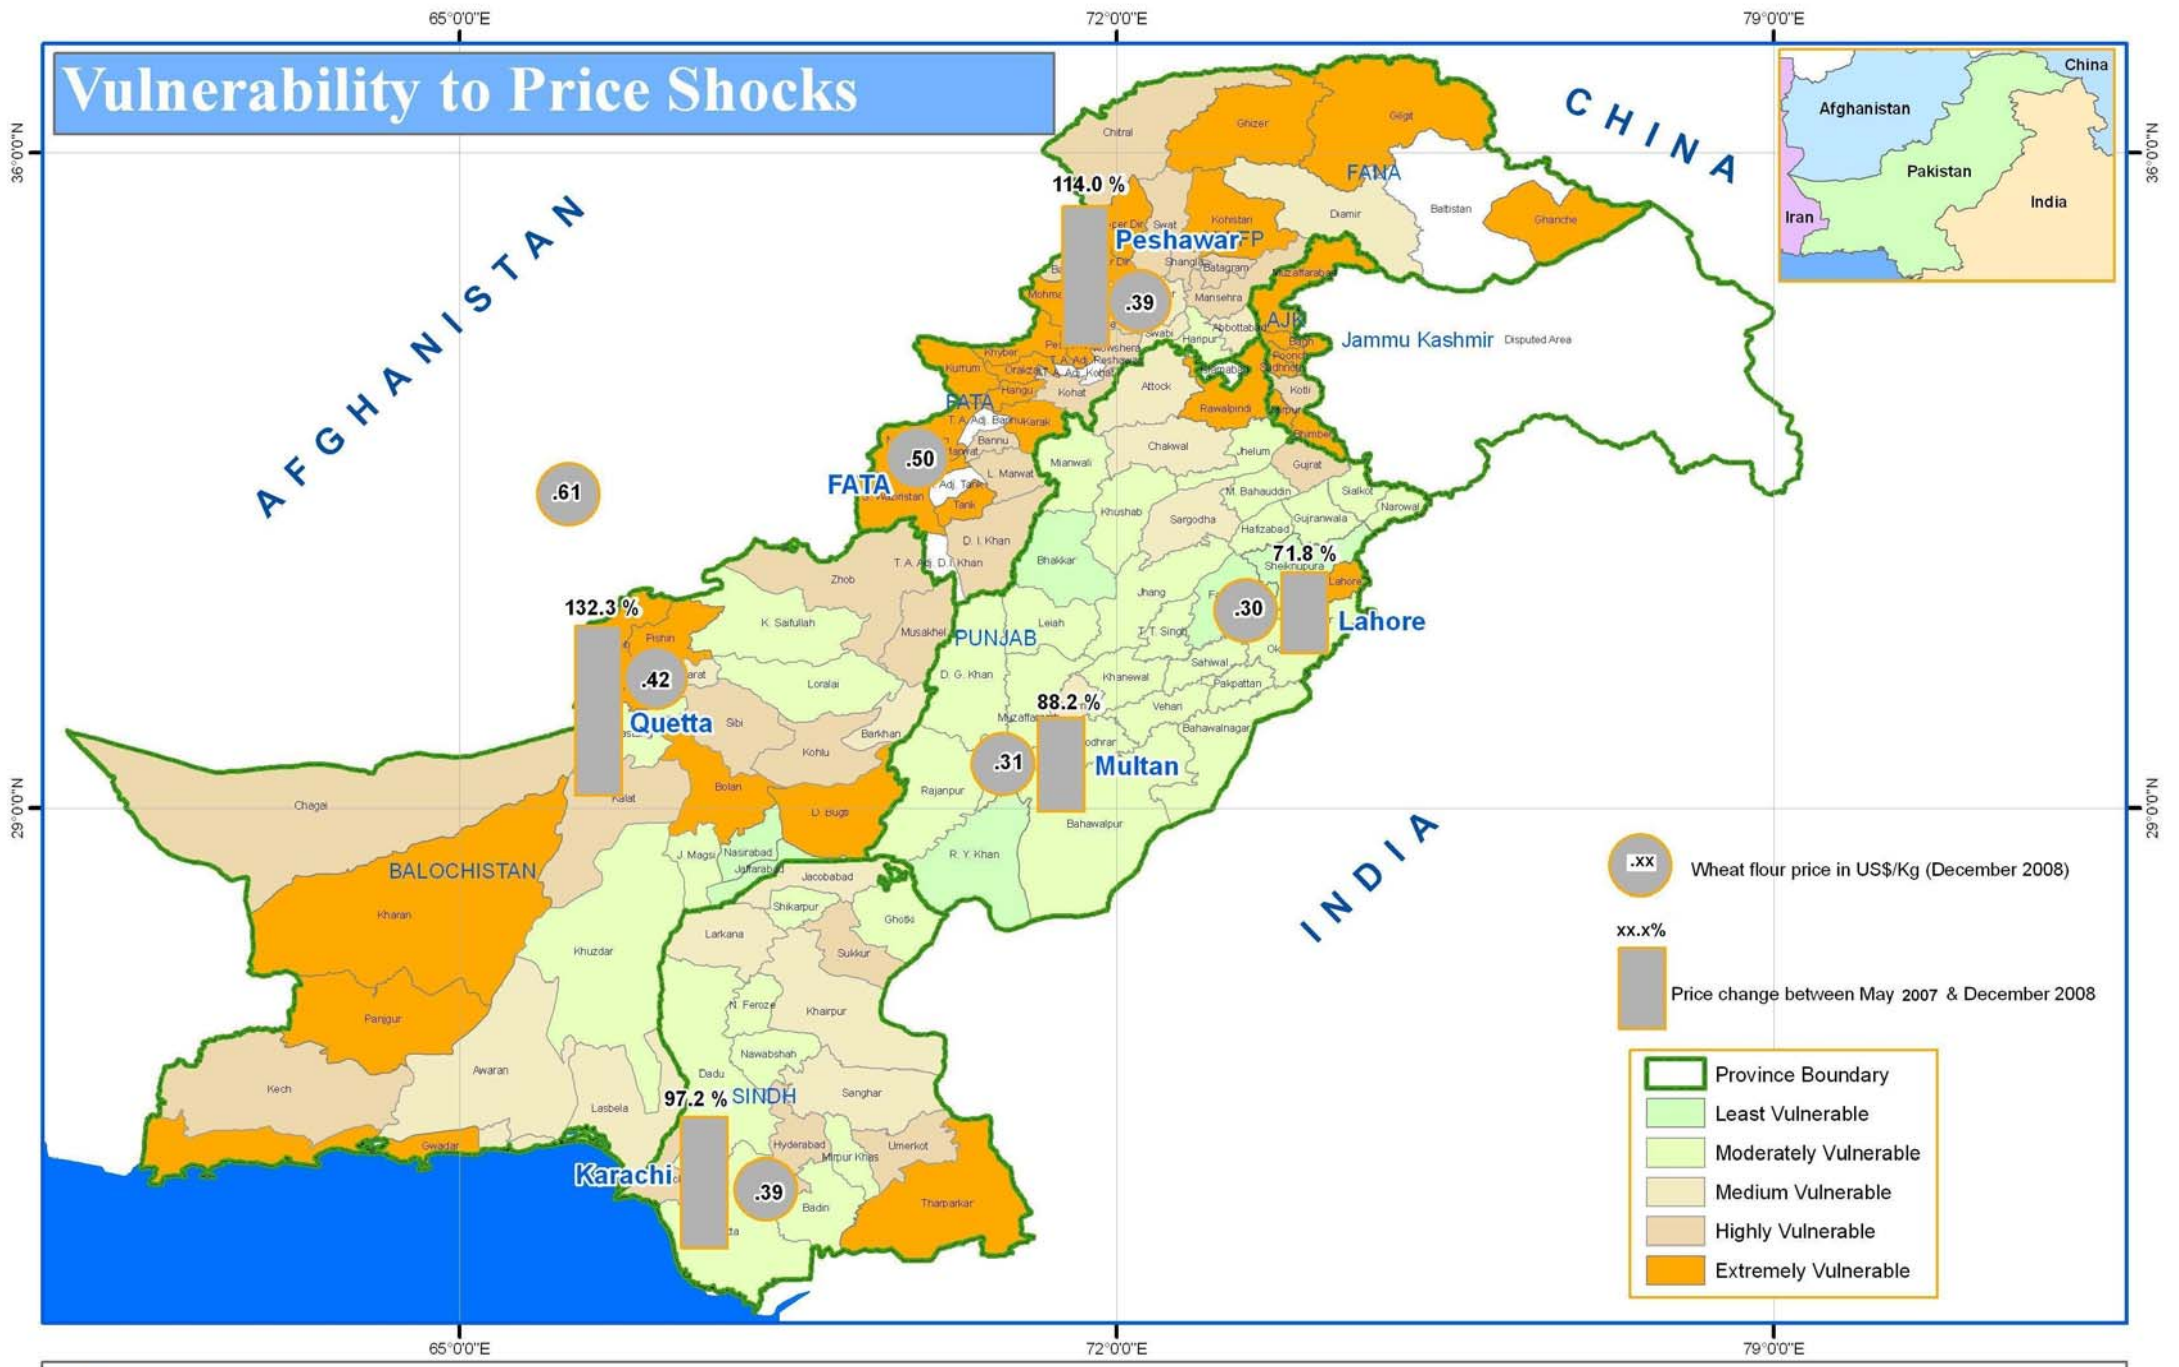 65°0'0"E
72°0'0"E
79°0'0"E
Vulnerability to Price Shocks
36°0'0"N
36°0'0"N
CHINA
China
Afghanistan
Pakistan
India
Iran
Chitral
Ghizer
Gilgit
FANA
114.0 %
Kohistan
Diamir
Baltistan
Ghanche
Swat
Peshawar
AFGHANISTAN
Shangla
Batagram
Muzaffarabad
Mansehra
.39
AJK
Abbottabad
Swabi
Haripur
Jammu Kashmir
Disputed Area
Bagh
Khyber
Kurrum
Hangu
Kohat
Attock
Kotli
FATA
Rawalpindi
T. A. Adj. Bannu
Karak
Bannu
Chakwal
Jhelum
Gujrat
Mianwali
.50
L. Marwat
FATA
Adj. Tank
Tank
.61
M. Bahauddin
Sialkot
Narowal
Khushab
Sargodha
Gujranwala
Hafizabad
D. I. Khan
71.8 %
T. A. Adj. D.I. Khan
Bhakkar
Sheiknupura
Zhob
Lahore
Jhang
132.3 %
.30
Lahore
K. Saifullah
Musakhel
PUNJAB
Leiah
T. T. Singh
Pishin
.42
Loralai
D. G. Khan
Khanewal
Sahiwal
Pakpattan
88.2 %
Vehari
Quetta
Sibi
Barkhan
Bahawalnagar
Kohlu
.31
Multan
Bolan
Rajanpur
Kalat
Chagai
29°0'0"N
29°0'0"N
D. Bugti
Bahawalpur
INDIA
J. Magsi
Nasirabad
R. Y. Khan
Jaffarabad
BALOCHISTAN
Jacobabad
.xx
Wheat flour price in US$/Kg (December 2008)
Kharan
Shikarpur
Ghotki
Larkana
xx.x%
Khuzdar
Sukkur
Price change between May 2007 & December 2008
N. Feroze
Khairpur
Panjgur
Nawabshah
Awaran
Dadu
Province Boundary
Kech
97.2 %
SINDH
Sanghar
Lasbela
Least Vulnerable
Gwadar
Hyderabad
Umerkot
Mirpur Khas
Moderately Vulnerable
Karachi
.39
Medium Vulnerable
Badin
Tharparkar
Highly Vulnerable
Extremely Vulnerable
65°0'0"E
72°0'0"E
79°0'0"E